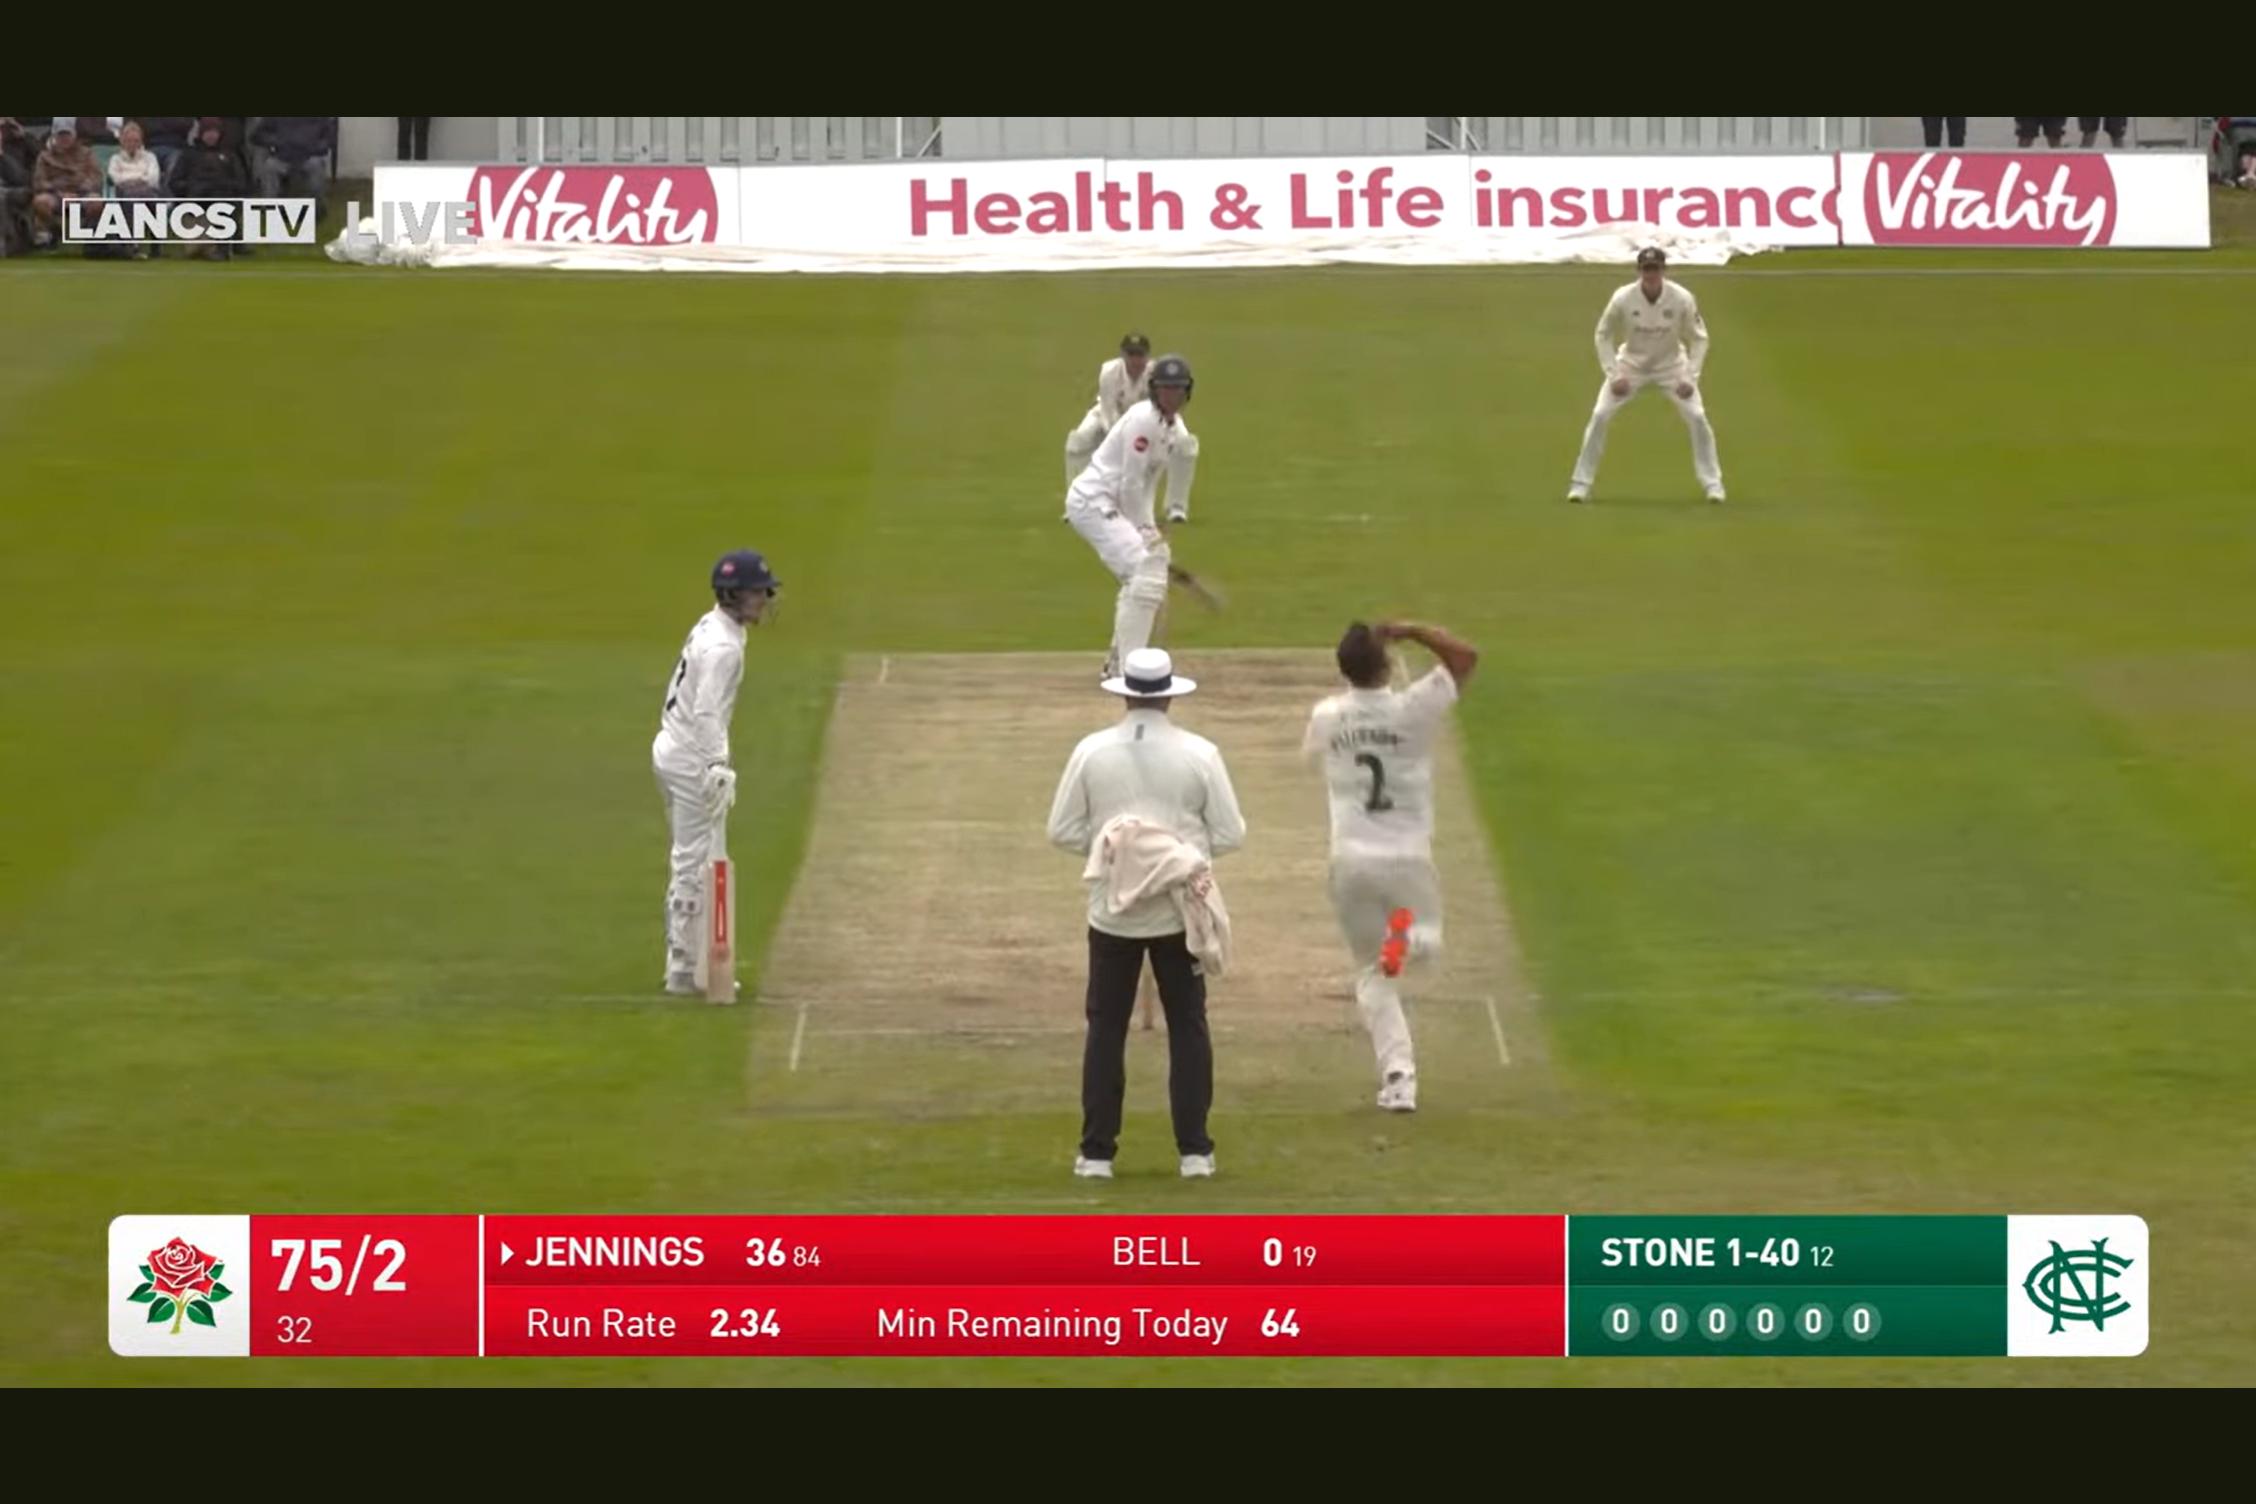 LANCS TV LIVE
Vitality Health & Life insuranc Vitality
2
75/2
32
JENNINGS 36 84 BELL 0 19
Run Rate 2.34 Min Remaining Today 64
STONE 1-40 12
0 0 0 0 0 0